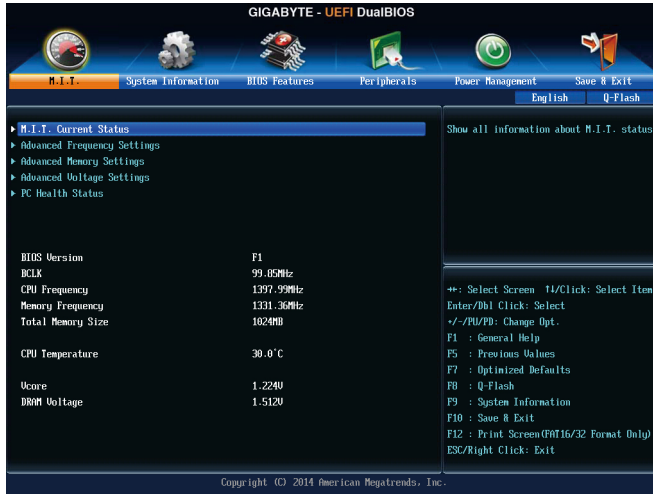 GIGABYTE - UEFI DualBIOS
M.I.T. System Information BIOS Features Peripherals Power Management Save & Exit
English Q-Flash
M.I.T. Current Status
Advanced Frequency Settings
Advanced Memory Settings
Advanced Voltage Settings
PC Health Status
BIOS Version F1
BCLK 99.85MHz
CPU Frequency 1397.99MHz
Memory Frequency 1331.36MHz
Total Memory Size 1024MB
CPU Temperature 30.0°C
Vcore 1.224V
DRAM Voltage 1.512V
Show all information about M.I.T. status
→←: Select Screen ↑↓/Click: Select Item
Enter/Dbl Click: Select
+/-/PU/PD: Change Opt.
F1 : General Help
F5 : Previous Values
F7 : Optimized Defaults
F8 : Q-Flash
F9 : System Information
F10 : Save & Exit
F12 : Print Screen(FAT16/32 Format Only)
ESC/Right Click: Exit
Copyright (C) 2014 American Megatrends, Inc.